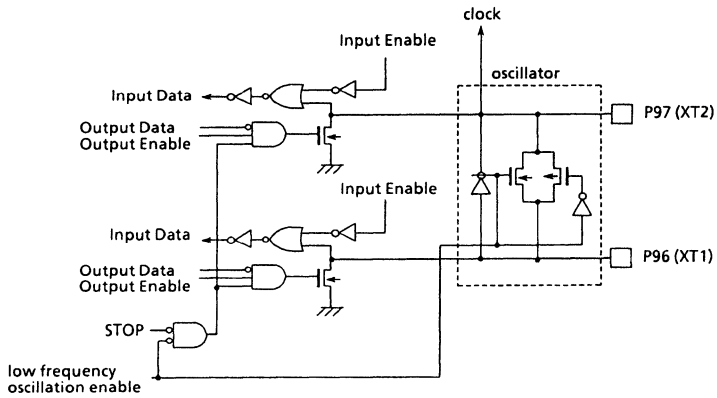 clock
Input Enable
oscillator
Input Data
P97 (XT2)
Output Data
Output Enable
Input Enable
Input Data
P96 (XT1)
Output Data
Output Enable
STOP
low frequency
oscillation enable